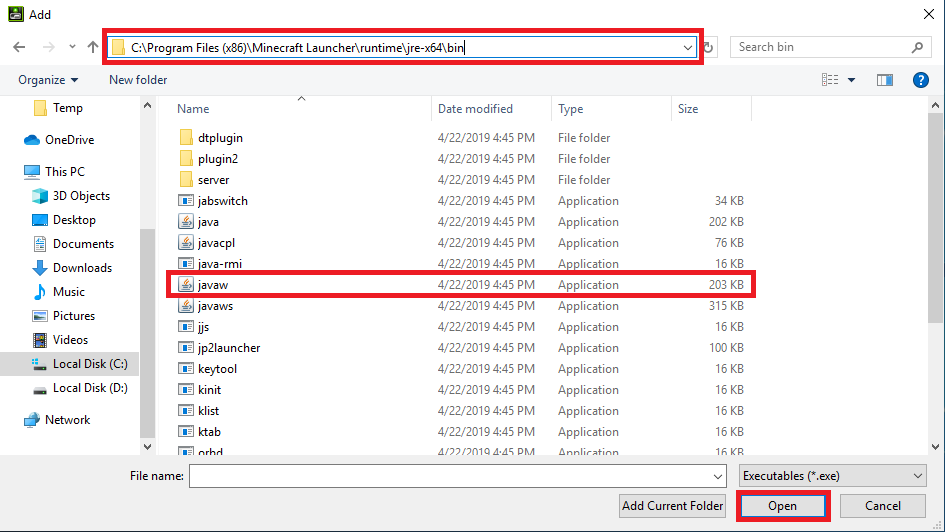 Add
C:\Program Files (x86)\Minecraft Launcher\runtime\jre-x64\bin
Search bin
Organize
New folder
Name Date modified Type Size
Temp
OneDrive
This PC
3D Objects
Desktop
Documents
Downloads
Music
Pictures
Videos
Local Disk (C:)
Local Disk (D:)
Network
dtplugin 4/22/2019 4:45 PM File folder
plugin2 4/22/2019 4:45 PM File folder
server 4/22/2019 4:45 PM File folder
jabswitch 4/22/2019 4:45 PM Application 34 KB
java 4/22/2019 4:45 PM Application 202 KB
javacpl 4/22/2019 4:45 PM Application 76 KB
java-rmi 4/22/2019 4:45 PM Application 16 KB
javaw 4/22/2019 4:45 PM Application 203 KB
javaws 4/22/2019 4:45 PM Application 315 KB
jjs 4/22/2019 4:45 PM Application 16 KB
jp2launcher 4/22/2019 4:45 PM Application 100 KB
keytool 4/22/2019 4:45 PM Application 16 KB
kinit 4/22/2019 4:45 PM Application 16 KB
klist 4/22/2019 4:45 PM Application 16 KB
ktab 4/22/2019 4:45 PM Application 16 KB
orbd 4/22/2019 4:45 PM Application 16 KB
File name:
Executables (*.exe)
Add Current Folder
Open
Cancel